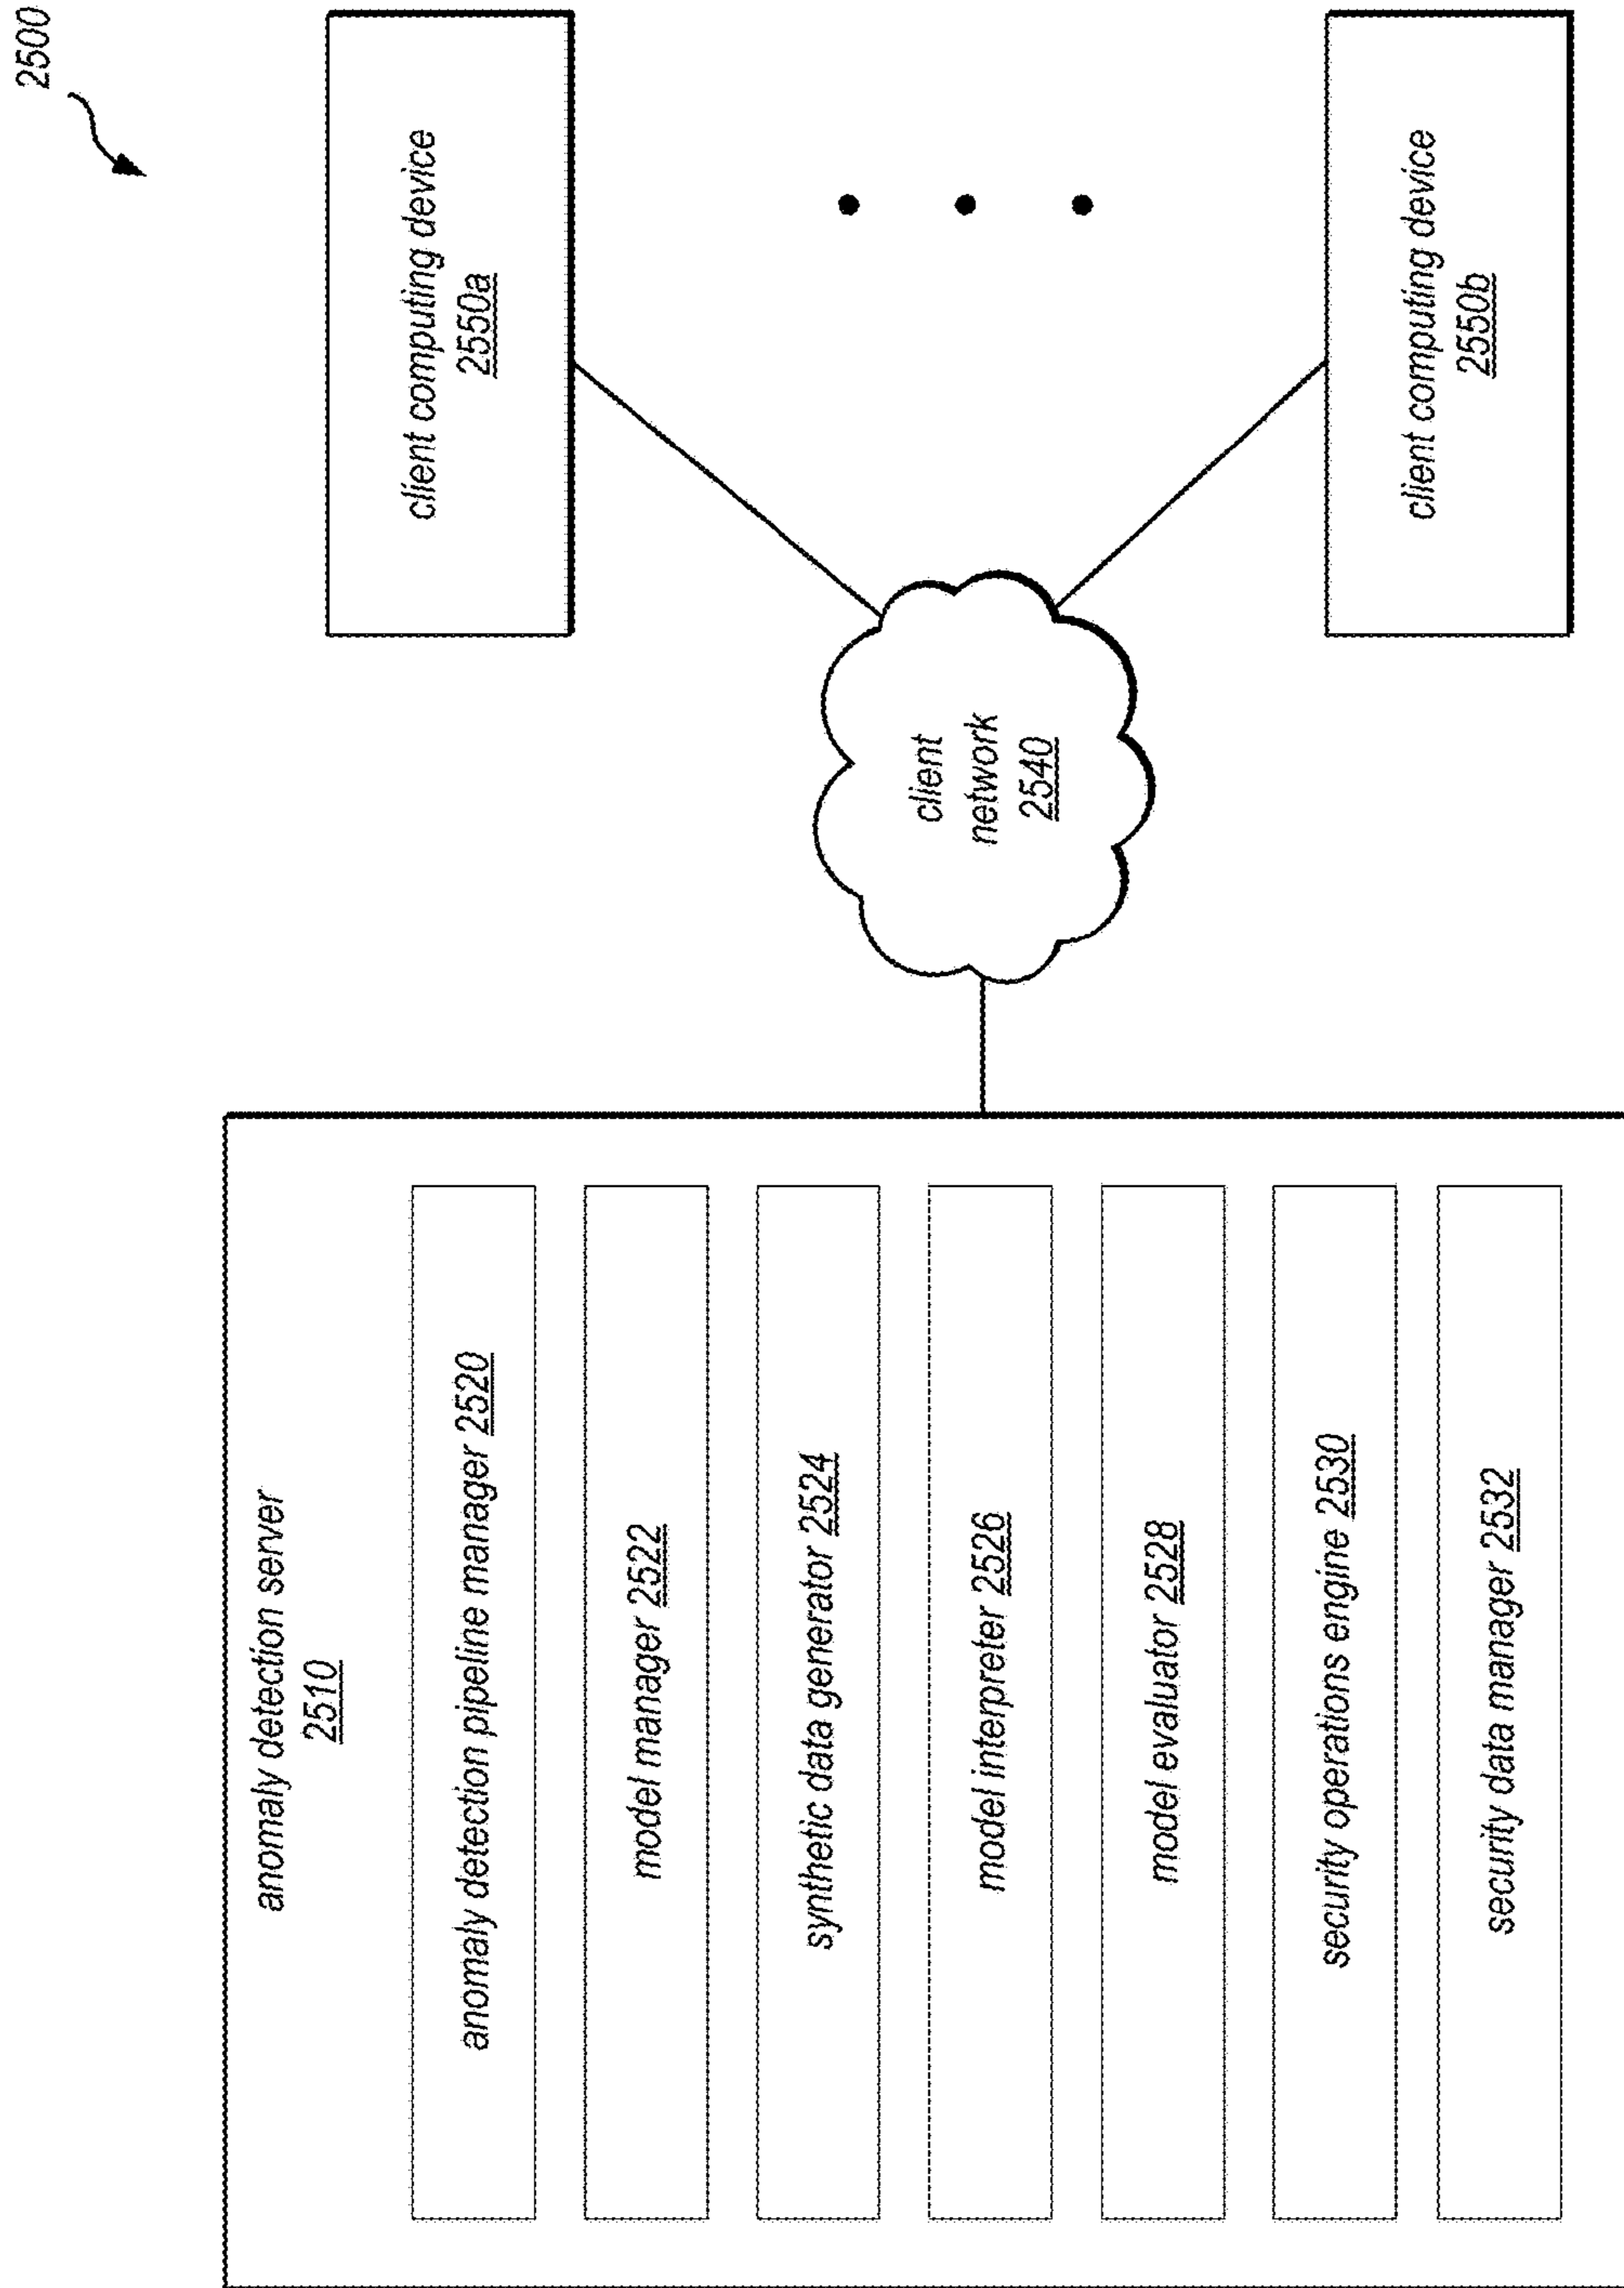 2500
anomaly detection server
2510
anomaly detection pipeline manager 2520
model manager 2522
synthetic data generator 2524
model interpreter 2526
model evaluator 2528
security operations engine 2530
security data manager 2532
client
network
2540
client computing device
2550a
client computing device
2550b